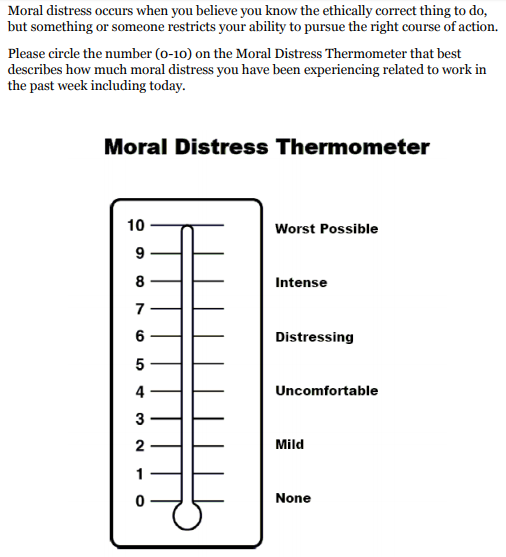 Moral distress occurs when you believe you know the ethically correct thing to do,
but something or someone restricts your ability to pursue the right course of action.
Please circle the number (0-10) on the Moral Distress Thermometer that best
describes how much moral distress you have been experiencing related to work in
the past week including today.
Moral Distress Thermometer
10 Worst Possible
9
8 Intense
7
6 Distressing
5
4 Uncomfortable
3
2 Mild
1
0 None